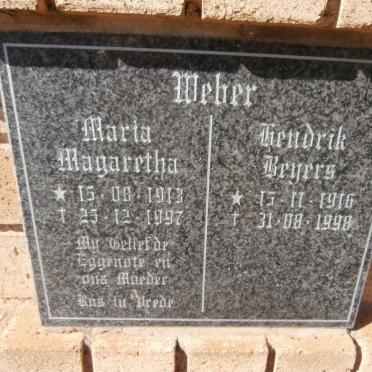 Weber
Maria
Magaretha
★ 15·08·1913
† 25·12·1997
My Geliefde
Eggenote en
ons Moeder
Rus in Vrede
Hendrik
Beyers
★ 15·11·1916
† 31·08·1998